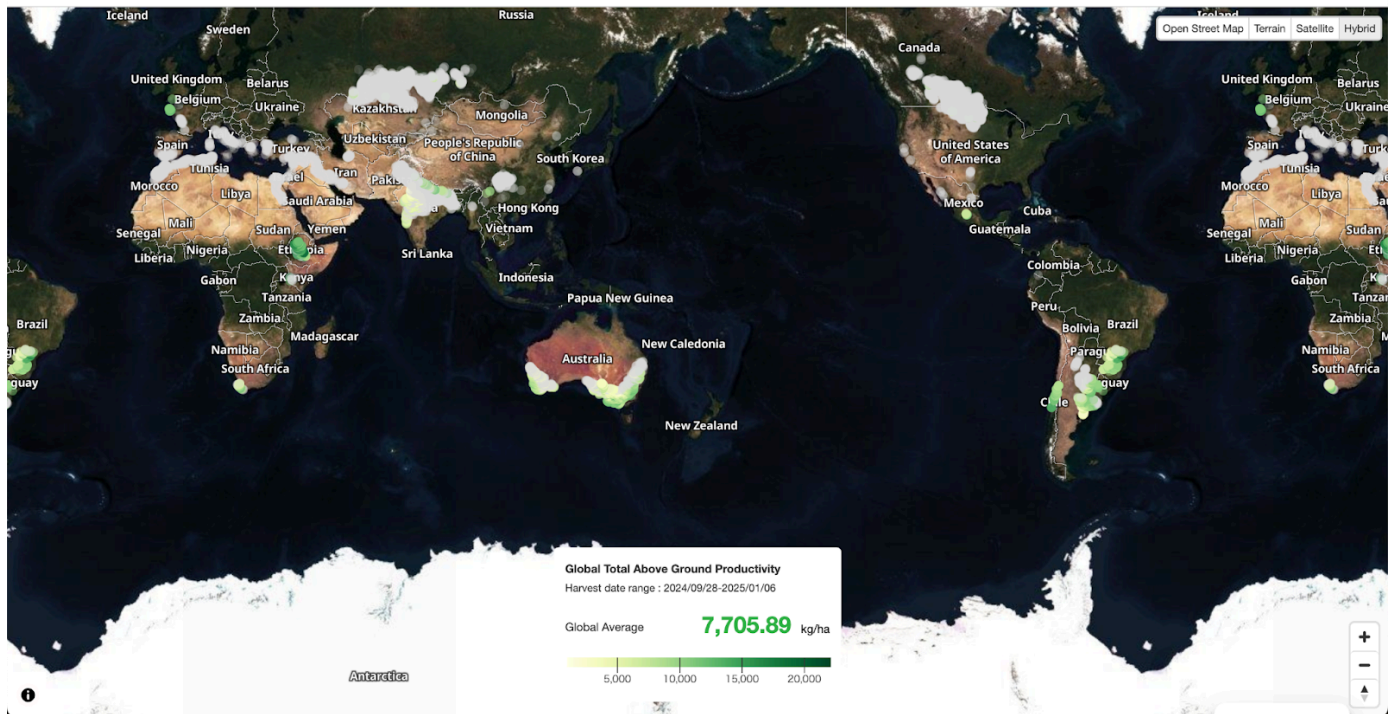 Iceland
Russia
Iceland
Open Street Map
Terrain
Satellite
Hybrid
Sweden
Canada
United Kingdom
Belarus
United Kingdom
Belarus
Belgium
Ukraine
Belgium
Ukraine
Kazakhstan
Mongolia
Spain
Turkey
Uzbekistan
People's Republic
of China
South Korea
United States
of America
Spain
Tunisia
Iran
Tunisia
Morocco
Libya
Saudi Arabia
Hong Kong
Mexico
Cuba
Morocco
Libya
Mali
Sudan
Yemen
Vietnam
Guatemala
Mali
Sudan
Senegal
Nigeria
Ethiopia
Sri Lanka
Senegal
Nigeria
Liberia
Liberia
Gabon
Kenya
Indonesia
Colombia
Gabon
Tanzania
Papua New Guinea
Peru
Brazil
Zambia
Madagascar
Bolivia
Brazil
Zambia
Namibia
Australia
New Caledonia
Namibia
South Africa
South Africa
guay
guay
Chile
New Zealand
Global Total Above Ground Productivity
Harvest date range : 2024/09/28-2025/01/06
Global Average 7,705.89 kg/ha
5,000 10,000 15,000 20,000
Antarctica